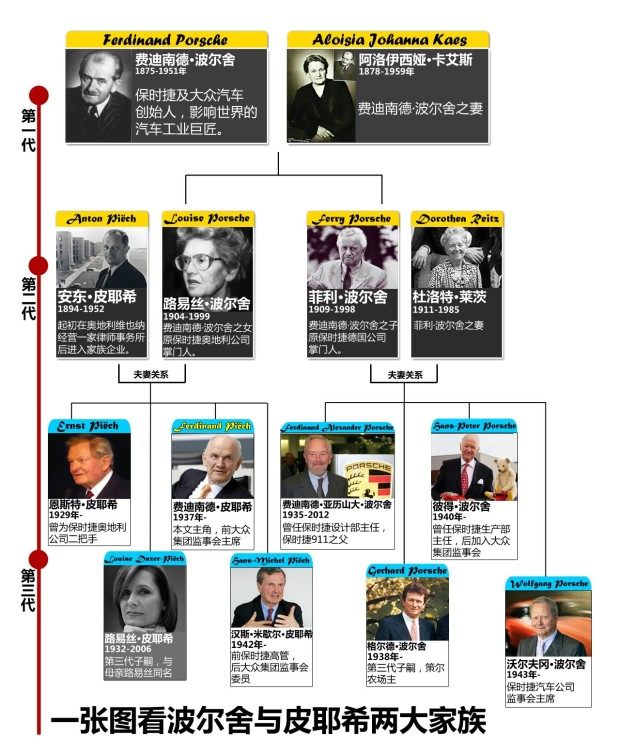 Ferdinand Porsche
费迪南德·波尔舍
1875-1951年
保时捷及大众汽车
创始人，影响世界的
汽车工业巨匠。
Aloisia Johanna Kaes
阿洛伊西娅·卡艾斯
1878-1959年
费迪南德·波尔舍之妻
第一代
Anton Piëch
安东·皮耶希
1894-1952
起初在奥地利维也纳
经营一家律师事务所
后进入家族企业。
Louise Porsche
路易丝·波尔舍
1904-1999
费迪南德·波尔舍之女
原保时捷奥地利公司
掌门人。
Ferry Porsche
菲利·波尔舍
1909-1998
费迪南德·波尔舍之子
原保时捷德国公司
掌门人。
Dorothea Reitz
杜洛特·莱茨
1911-1985
菲利·波尔舍之妻
第二代
夫妻关系
夫妻关系
Ernst Piëch
恩斯特·皮耶希
1929年-
曾为保时捷奥地利
公司二把手
Ferdinand Piëch
费迪南德·皮耶希
1937年-
本文主角，前大众
集团监事会主席
Ferdinand Alexander Porsche
PORSCHE
费迪南德·亚历山大·波尔舍
1935-2012
曾任保时捷设计部主任，
保时捷911之父
Hans-Peter Porsche
彼得·波尔舍
1940年-
曾任保时捷生产部
主任，后加入大众
集团监事会
第三代
Louise Daxer-Piëch
路易丝·皮耶希
1932-2006
第三代子嗣，与
母亲路易丝同名
Hans-Michel Piëch
汉斯·米歇尔·皮耶希
1942年-
前保时捷高管，
后大众集团监事会
委员
Gerhard Porsche
格尔德·波尔舍
1938年-
第三代子嗣，策尔
农场主
Wolfgang Porsche
沃尔夫冈·波尔舍
1943年-
保时捷汽车公司
监事会主席
一张图看波尔舍与皮耶希两大家族